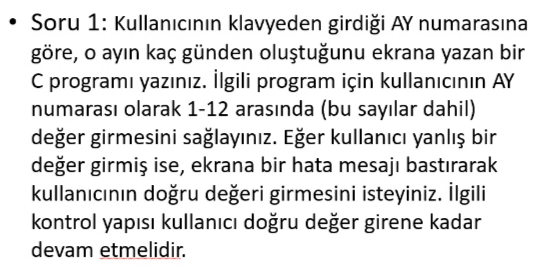 • Soru 1: Kullanıcının klavyeden girdiği AY numarasına
göre, o ayın kaç günden oluştuğunu ekrana yazan bir
C programı yazınız. İlgili program için kullanıcının AY
numarası olarak 1-12 arasında (bu sayılar dahil)
değer girmesini sağlayınız. Eğer kullanıcı yanlış bir
değer girmiş ise, ekrana bir hata mesajı bastırarak
kullanıcının doğru değeri girmesini isteyiniz. İlgili
kontrol yapısı kullanıcı doğru değer girene kadar
devam etmelidir.